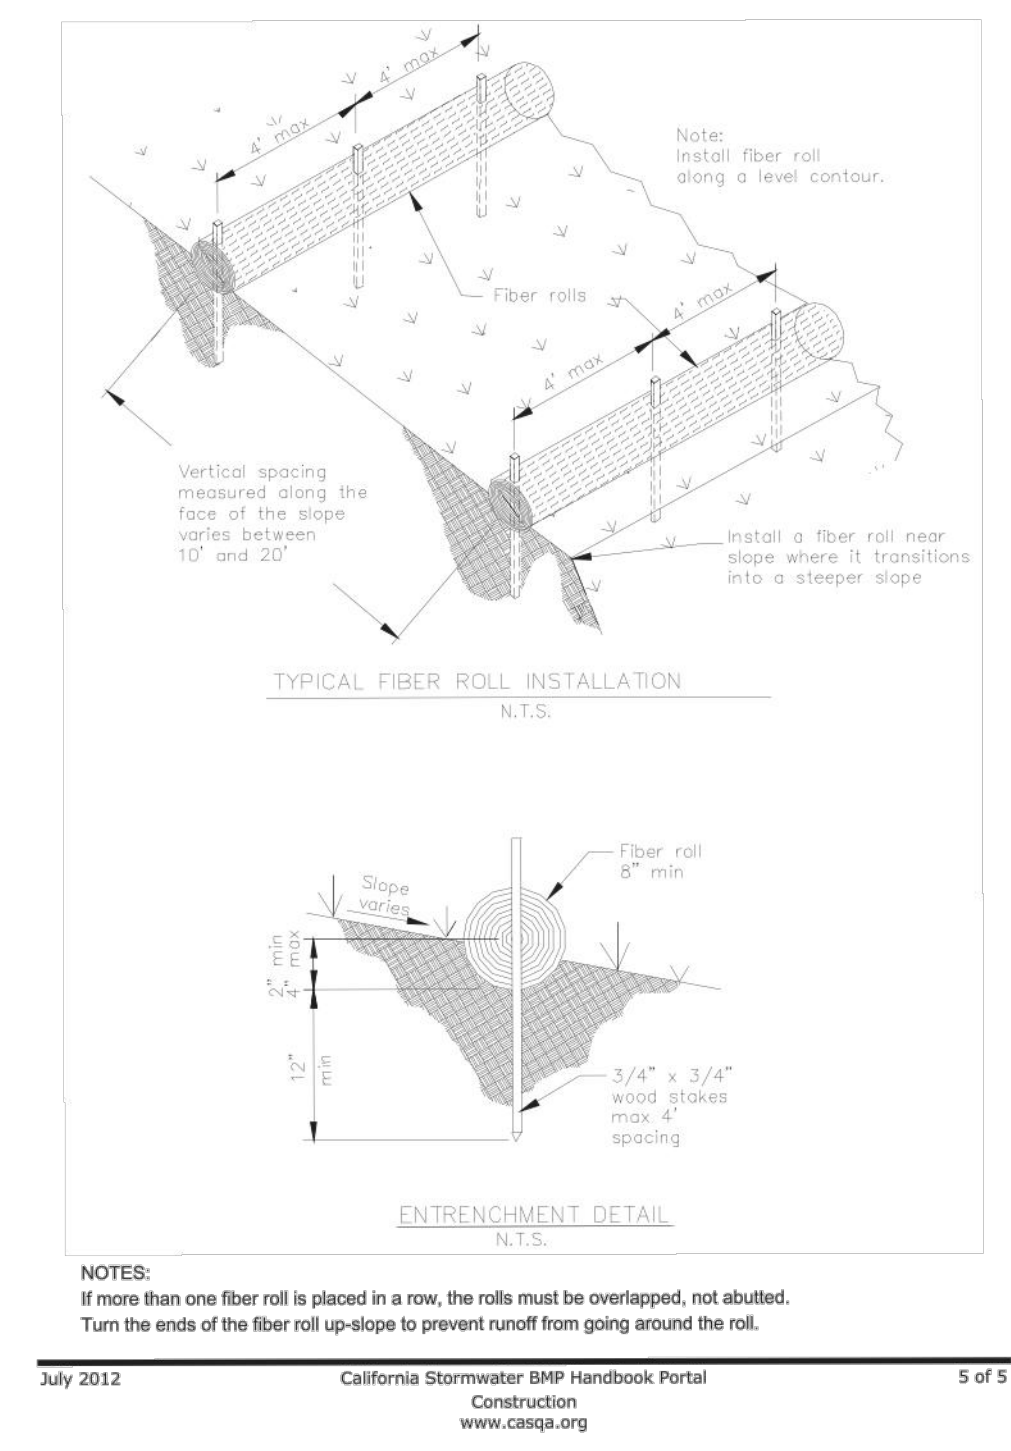 4' max
4' max
Note:
Install fiber roll
along a level contour.
Fiber rolls
4' max
4' max
Vertical spacing
measured along the
face of the slope
varies between
10' and 20'
Install a fiber roll near
slope where it transitions
into a steeper slope
TYPICAL FIBER ROLL INSTALLATION
N.T.S.
Fiber roll
8" min
Slope
varies
2" min
4" max
12"
min
3/4" x 3/4"
wood stakes
max 4'
spacing
ENTRENCHMENT DETAIL
N.T.S.
NOTES:
If more than one fiber roll is placed in a row, the rolls must be overlapped, not abutted.
Turn the ends of the fiber roll up-slope to prevent runoff from going around the roll.
July 2012
California Stormwater BMP Handbook Portal
5 of 5
Construction
www.casqa.org